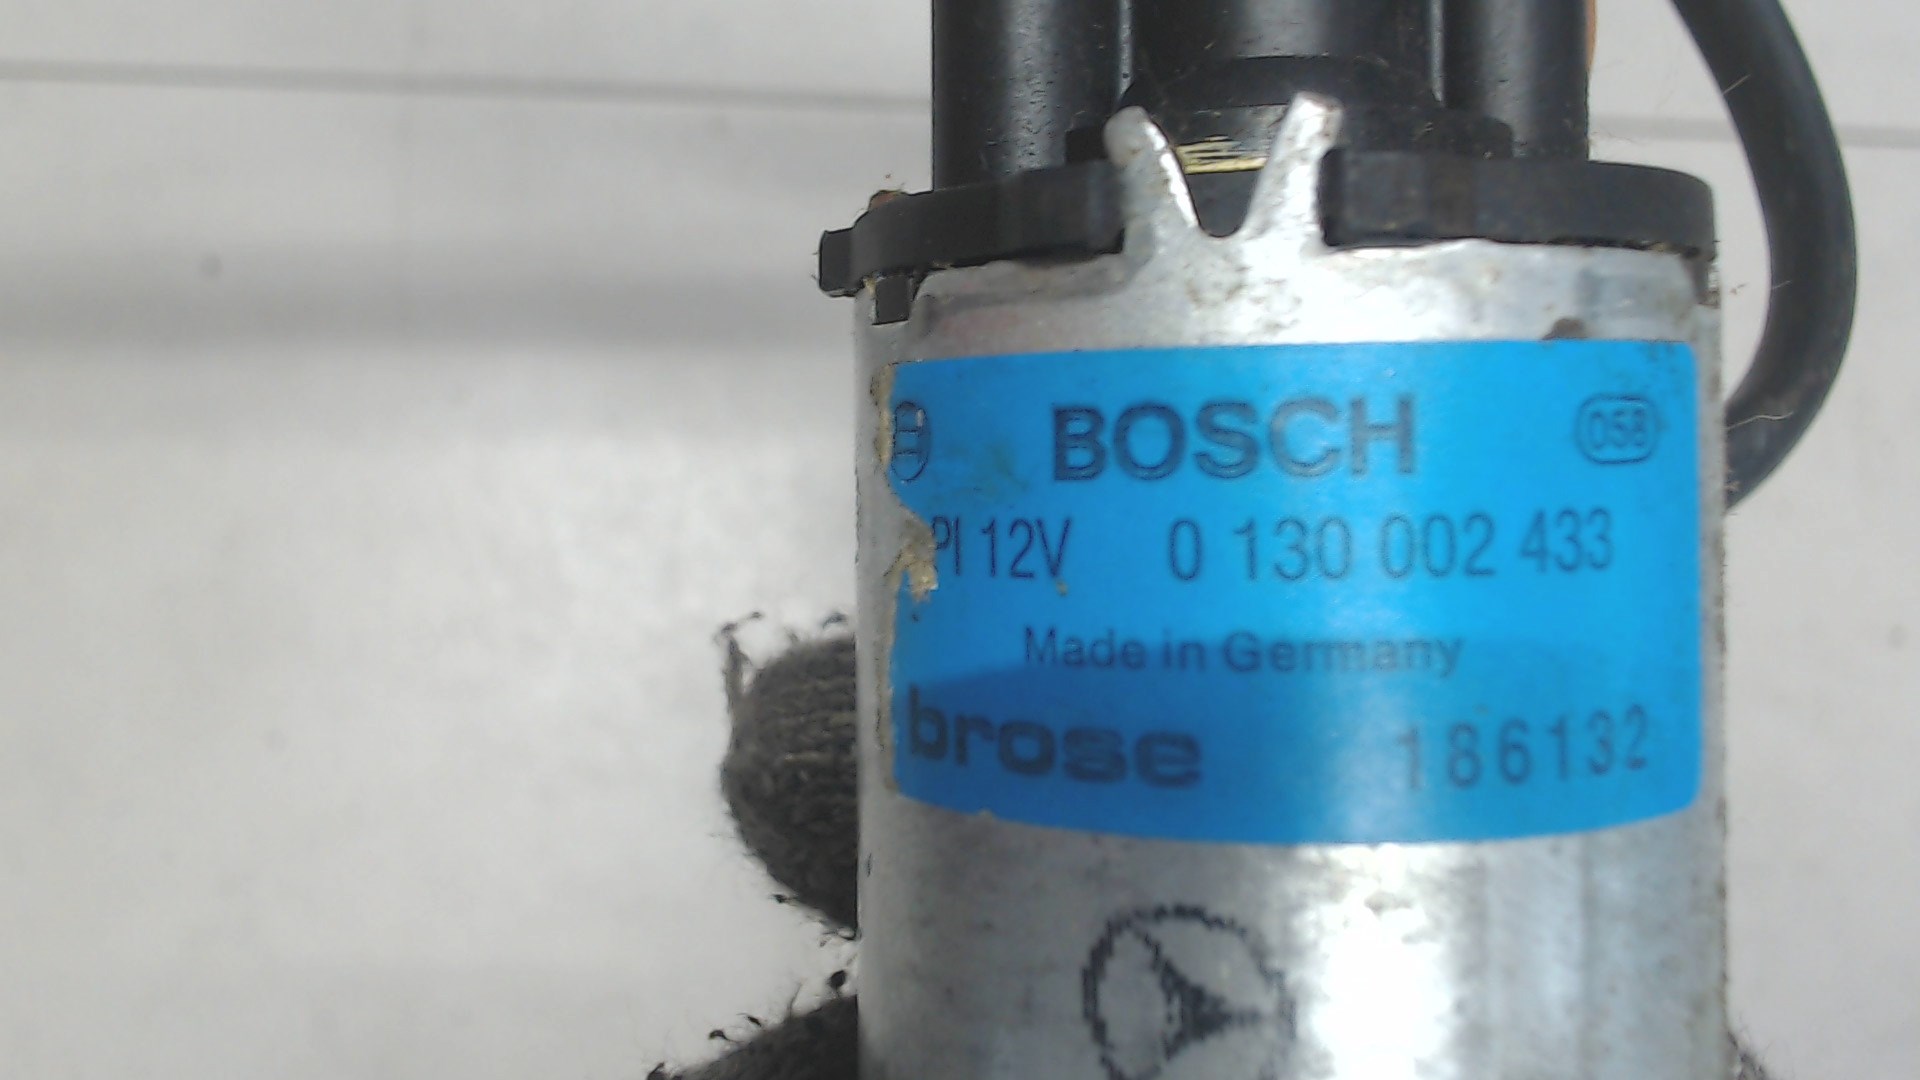 BOSCH 058
PI 12V 0 130 002 433
Made in Germany
brose 186132